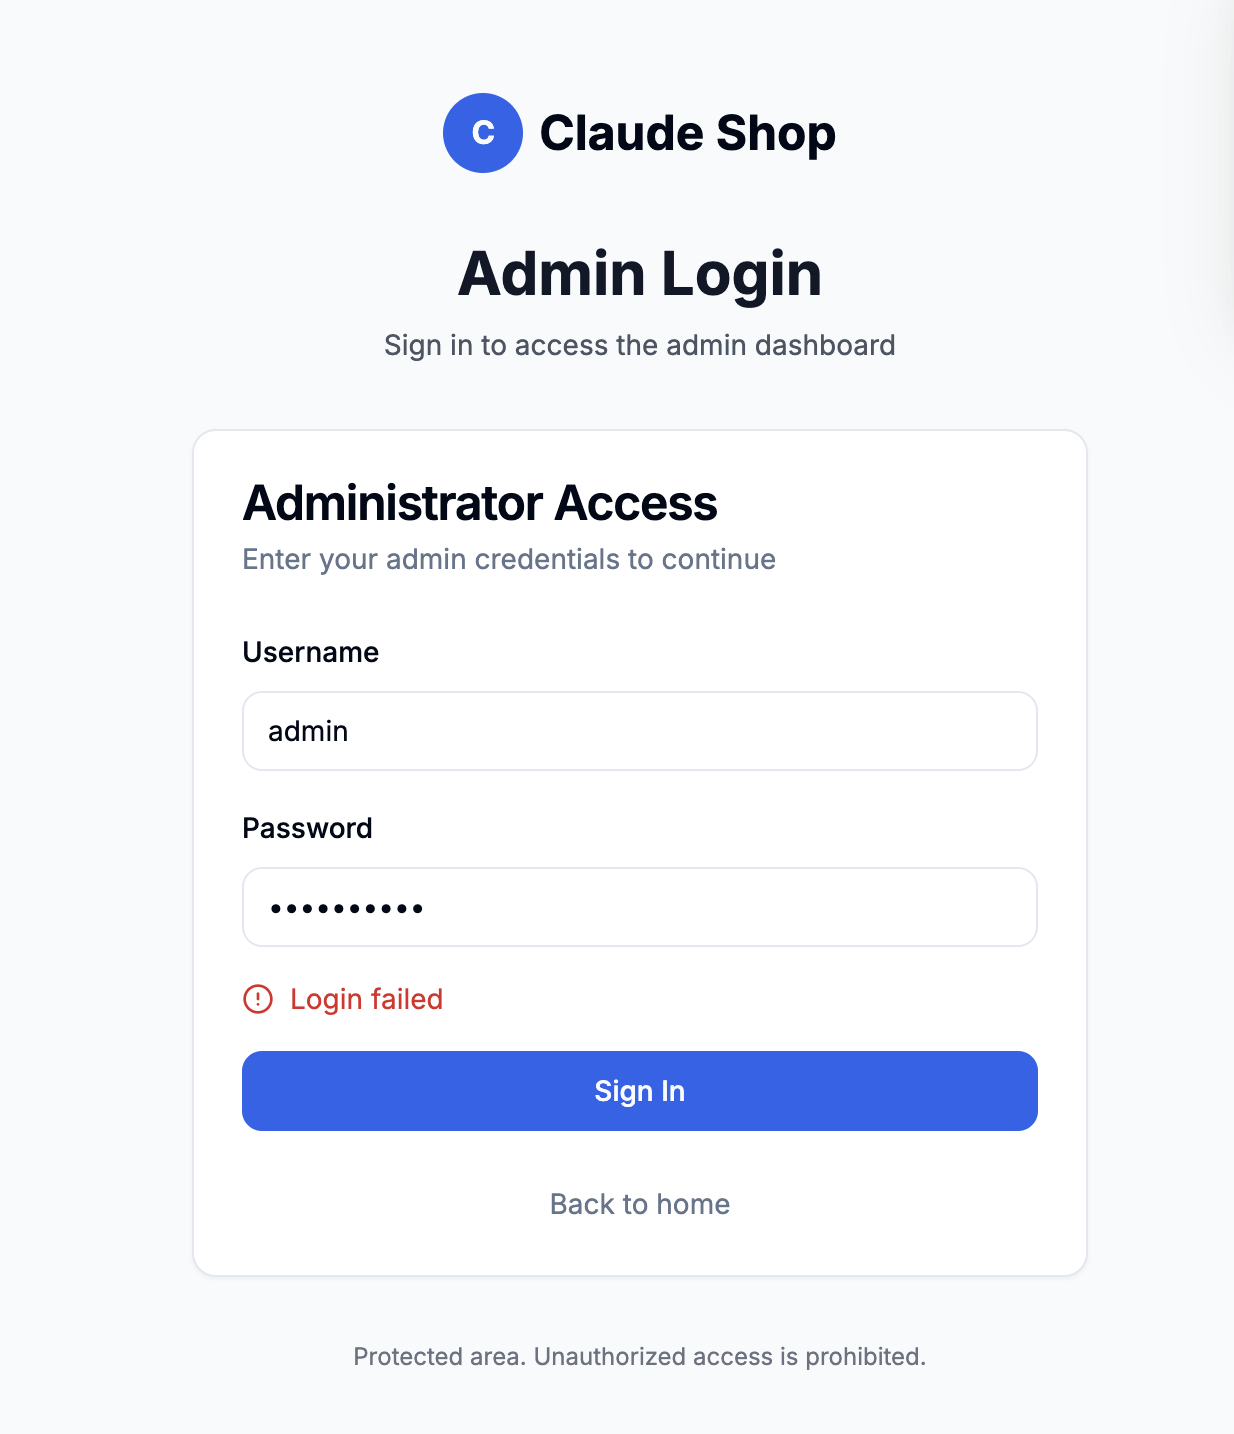 C
Claude Shop
Admin Login
Sign in to access the admin dashboard
Administrator Access
Enter your admin credentials to continue
Username
admin
Password
••••••••••
Login failed
Sign In
Back to home
Protected area. Unauthorized access is prohibited.